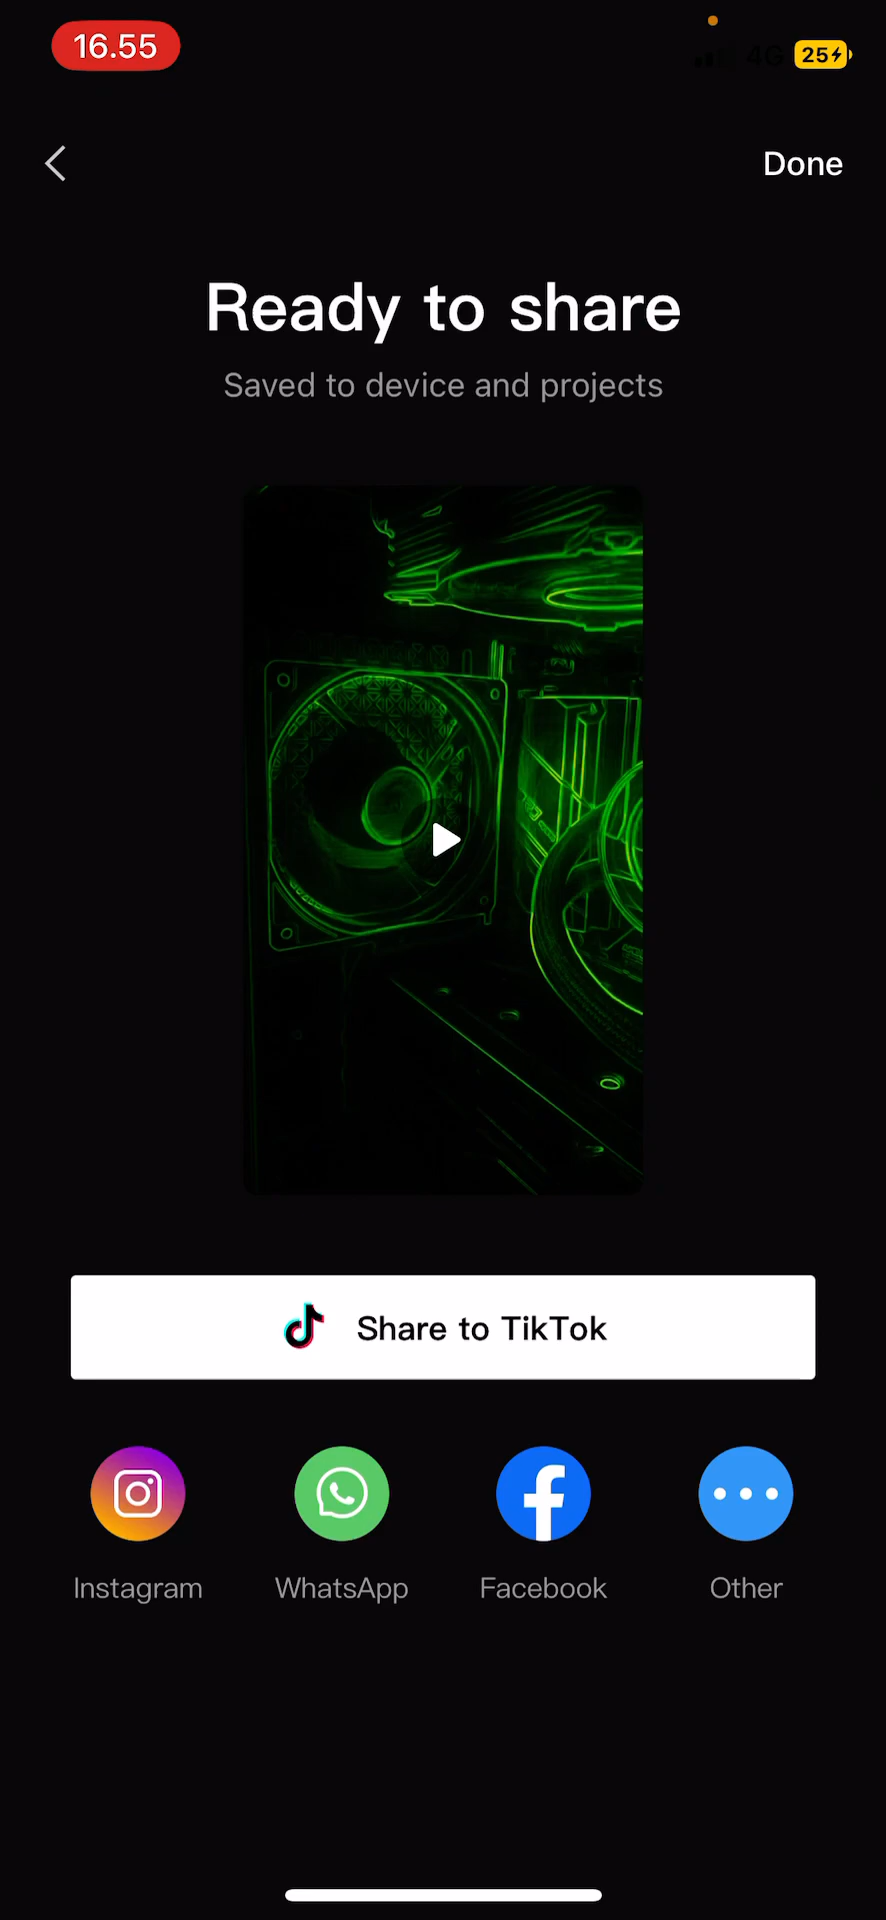 16.55
4G
25
Done
Ready to share
Saved to device and projects
Share to TikTok
Instagram
WhatsApp
Facebook
Other